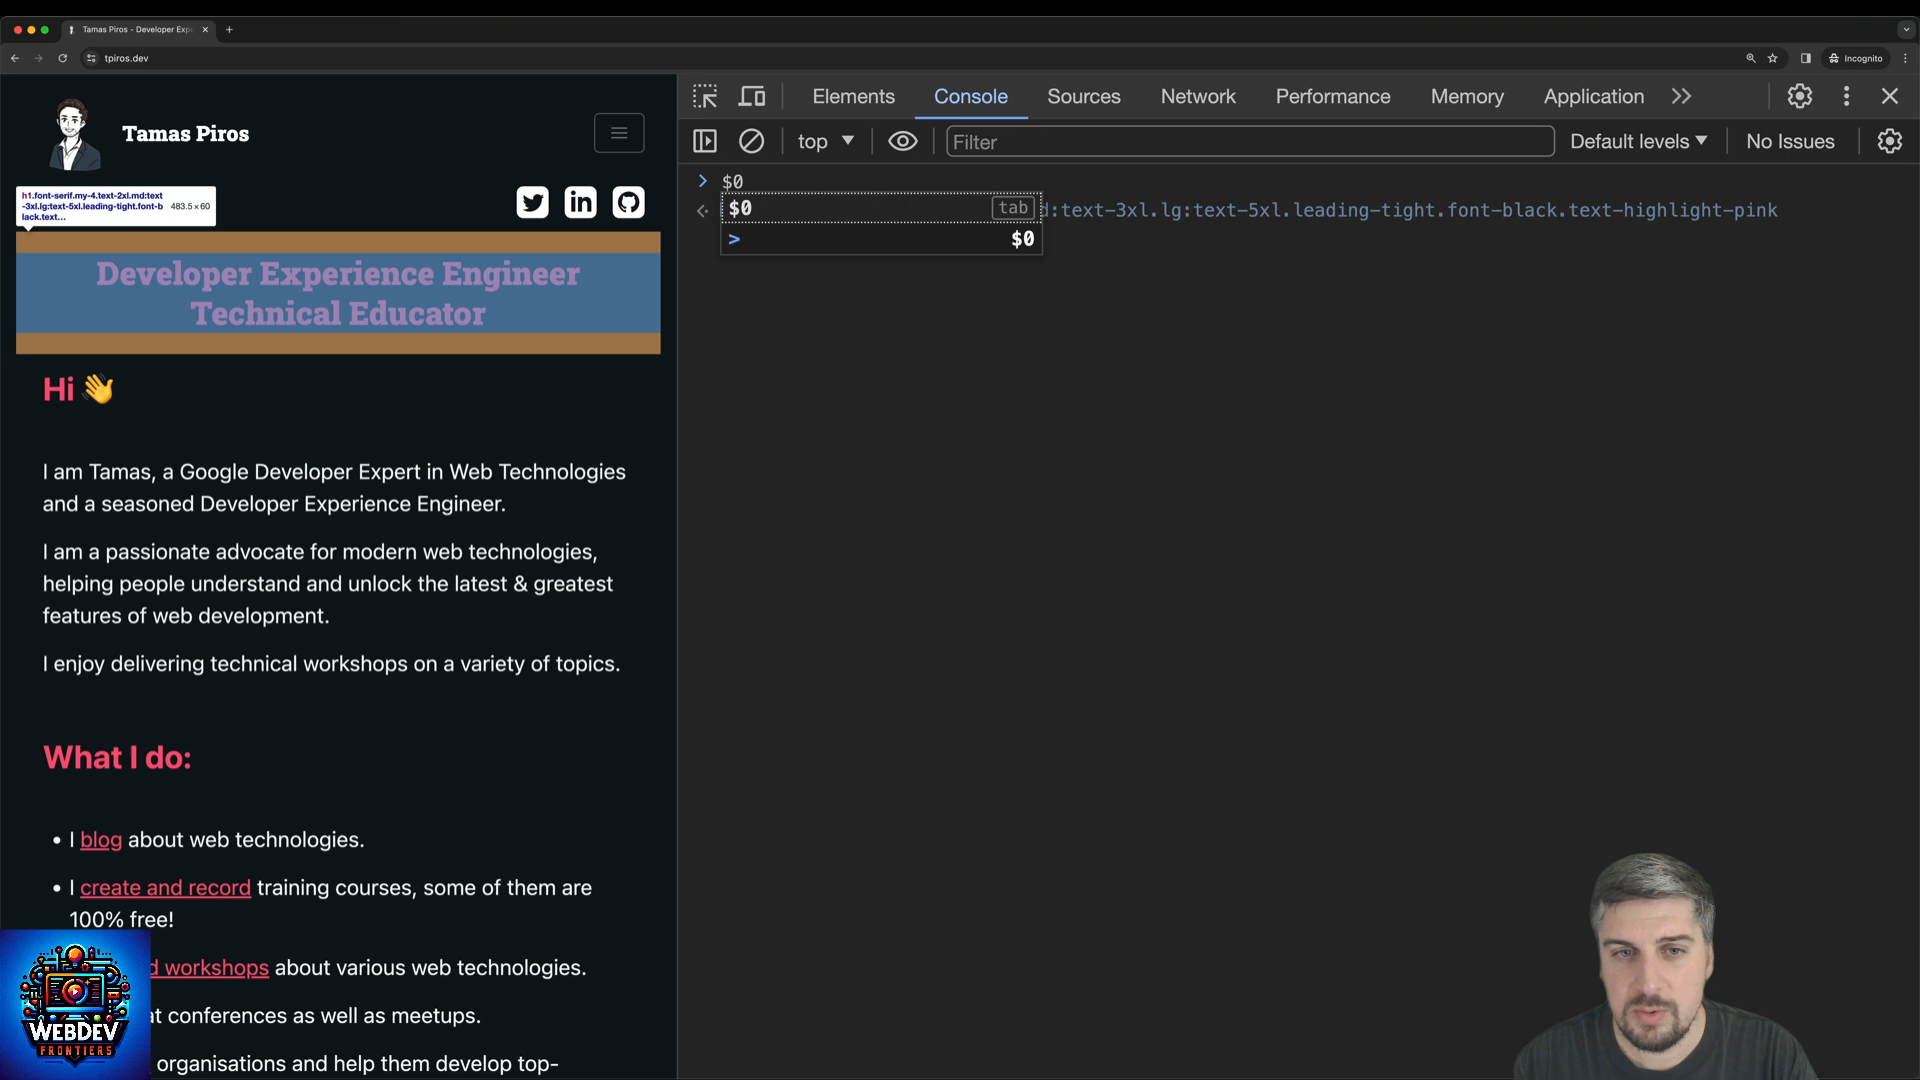 Tamas Piros - Developer Exp
tpiros.dev
Incognito
Tamas Piros
h1.font-serif.my-4.text-2xl.md:text
-3xl.lg:text-5xl.leading-tight.font-b
lack.text...
483.5 × 60
Developer Experience Engineer
Technical Educator
Hi 👋
I am Tamas, a Google Developer Expert in Web Technologies
and a seasoned Developer Experience Engineer.
I am a passionate advocate for modern web technologies,
helping people understand and unlock the latest & greatest
features of web development.
I enjoy delivering technical workshops on a variety of topics.
What I do:
• I blog about web technologies.
• I create and record training courses, some of them are
100% free!
d workshops about various web technologies.
at conferences as well as meetups.
organisations and help them develop top-
WEBDEV
FRONTIERS
Elements Console Sources Network Performance Memory Application
top ▼ Filter Default levels ▼ No Issues
> $0
$0 tab d:text-3xl.lg:text-5xl.leading-tight.font-black.text-highlight-pink
> $0